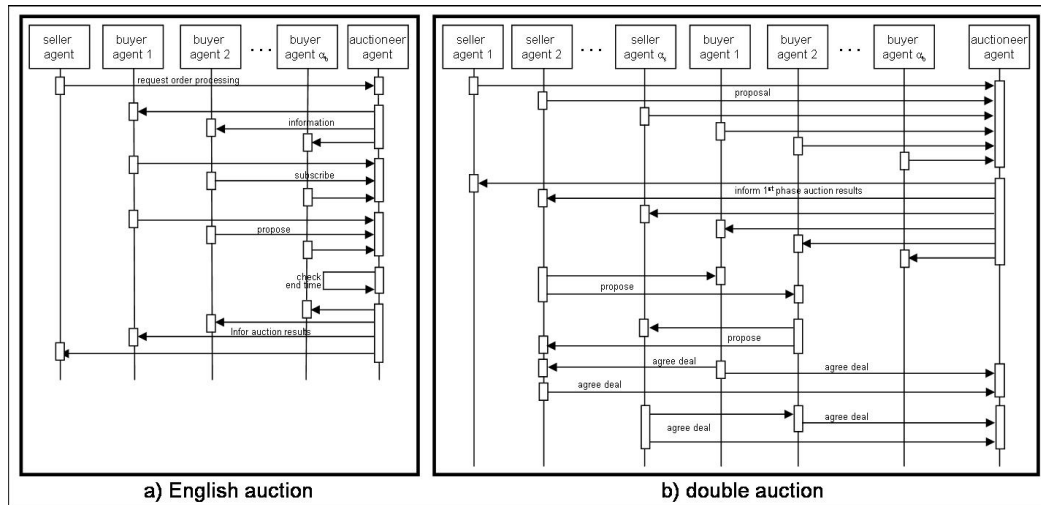 seller agent
buyer agent 1
buyer agent 2
...
buyer agent αb
auctioneer agent
request order processing
information
subscribe
propose
check
end time
Infor auction results
a) English auction
seller agent 1
seller agent 2
...
seller agent αs
buyer agent 1
buyer agent 2
...
buyer agent αb
auctioneer agent
proposal
inform 1st phase auction results
propose
propose
agree deal
agree deal
agree deal
agree deal
b) double auction